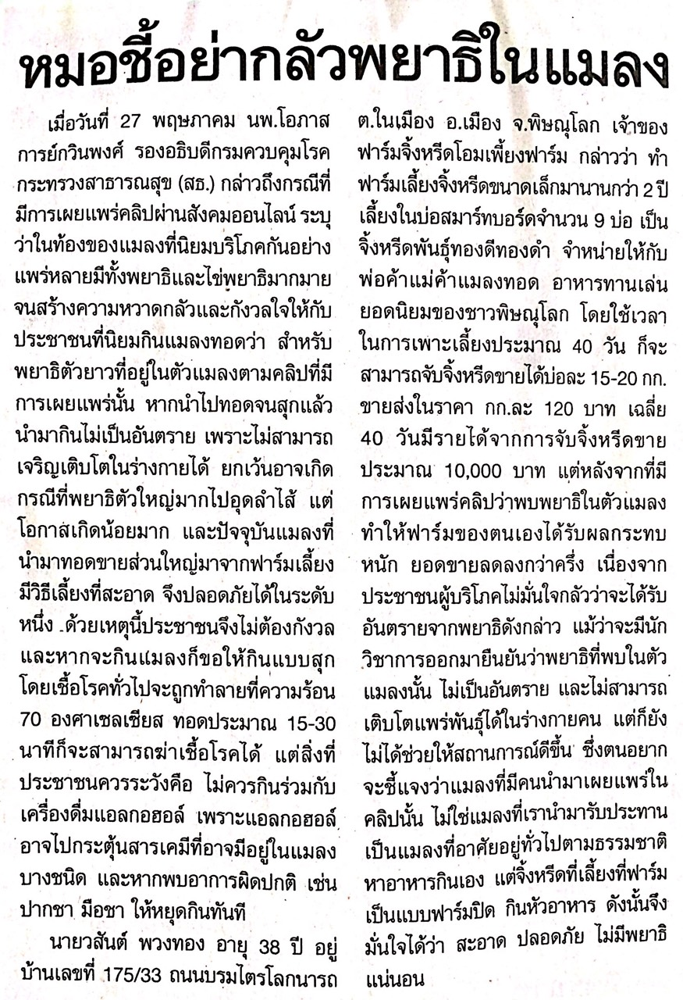 หมอชี้อย่ากลัวพยาธิในแมลง
เมื่อวันที่ 27 พฤษภาคม นพ.โอภาส
การย์กวินพงศ์ รองอธิบดีกรมควบคุมโรค
กระทรวงสาธารณสุข (สธ.) กล่าวถึงกรณีที่
มีการเผยแพร่คลิปผ่านสังคมออนไลน์ ระบุ
ว่าในท้องของแมลงที่นิยมบริโภคกันอย่าง
แพร่หลายมีทั้งพยาธิและไข่พยาธิมากมาย
จนสร้างความหวาดกลัวและกังวลใจให้กับ
ประชาชนที่นิยมกินแมลงทอดว่า สำหรับ
พยาธิตัวยาวที่อยู่ในตัวแมลงตามคลิปที่มี
การเผยแพร่นั้น หากนำไปทอดจนสุกแล้ว
นำมากินไม่เป็นอันตราย เพราะไม่สามารถ
เจริญเติบโตในร่างกายได้ ยกเว้นอาจเกิด
กรณีที่พยาธิตัวใหญ่มากไปอุดลำไส้ แต่
โอกาสเกิดน้อยมาก และปัจจุบันแมลงที่
นำมาทอดขายส่วนใหญ่มาจากฟาร์มเลี้ยง
มีวิธีเลี้ยงที่สะอาด จึงปลอดภัยได้ในระดับ
หนึ่ง ด้วยเหตุนี้ประชาชนจึงไม่ต้องกังวล
และหากจะกินแมลงก็ขอให้กินแบบสุก
โดยเชื้อโรคทั่วไปจะถูกทำลายที่ความร้อน
70 องศาเซลเซียส ทอดประมาณ 15-30
นาทีก็จะสามารถฆ่าเชื้อโรคได้ แต่สิ่งที่
ประชาชนควรระวังคือ ไม่ควรกินร่วมกับ
เครื่องดื่มแอลกอฮอล์ เพราะแอลกอฮอล์
อาจไปกระตุ้นสารเคมีที่อาจมีอยู่ในแมลง
บางชนิด และหากพบอาการผิดปกติ เช่น
ปากชา มือชา ให้หยุดกินทันที
นายวสันต์ พวงทอง อายุ 38 ปี อยู่
บ้านเลขที่ 175/33 ถนนบรมไตรโลกนารถ
ต.ในเมือง อ.เมือง จ.พิษณุโลก เจ้าของ
ฟาร์มจิ้งหรีดโอมเพี้ยงฟาร์ม กล่าวว่า ทำ
ฟาร์มเลี้ยงจิ้งหรีดขนาดเล็กมานานกว่า 2 ปี
เลี้ยงในบ่อสมาร์ทบอร์ดจำนวน 9 บ่อ เป็น
จิ้งหรีดพันธุ์ทองดีทองดำ จำหน่ายให้กับ
พ่อค้าแม่ค้าแมลงทอด อาหารทานเล่น
ยอดนิยมของชาวพิษณุโลก โดยใช้เวลา
ในการเพาะเลี้ยงประมาณ 40 วัน ก็จะ
สามารถจับจิ้งหรีดขายได้บ่อละ 15-20 กก.
ขายส่งในราคา กก.ละ 120 บาท เฉลี่ย
40 วันมีรายได้จากการจับจิ้งหรีดขาย
ประมาณ 10,000 บาท แต่หลังจากที่มี
การเผยแพร่คลิปว่าพบพยาธิในตัวแมลง
ทำให้ฟาร์มของตนเองได้รับผลกระทบ
หนัก ยอดขายลดลงกว่าครึ่ง เนื่องจาก
ประชาชนผู้บริโภคไม่มั่นใจกลัวว่าจะได้รับ
อันตรายจากพยาธิดังกล่าว แม้ว่าจะมีนัก
วิชาการออกมายืนยันว่าพยาธิที่พบในตัว
แมลงนั้น ไม่เป็นอันตราย และไม่สามารถ
เติบโตแพร่พันธุ์ได้ในร่างกายคน แต่ก็ยัง
ไม่ได้ช่วยให้สถานการณ์ดีขึ้น ซึ่งตนอยาก
จะชี้แจงว่าแมลงที่มีคนนำมาเผยแพร่ใน
คลิปนั้น ไม่ใช่แมลงที่เรานำมารับประทาน
เป็นแมลงที่อาศัยอยู่ทั่วไปตามธรรมชาติ
หาอาหารกินเอง แต่จิ้งหรีดที่เลี้ยงที่ฟาร์ม
เป็นแบบฟาร์มปิด กินหัวอาหาร ดังนั้นจึง
มั่นใจได้ว่า สะอาด ปลอดภัย ไม่มีพยาธิ
แน่นอน